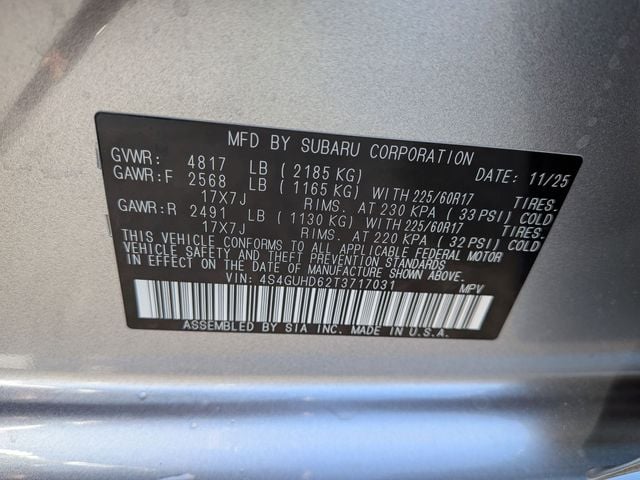 MFD BY SUBARU CORPORATION DATE: 11/25
GVWR: 4817 LB (2185 KG)
GAWR:F 2568 LB (1165 KG) WITH 225/60R17 TIRES.
17X7J RIMS. AT 230 KPA (33 PSI) COLD
GAWR:R 2491 LB (1130 KG) WITH 225/60R17 TIRES.
17X7J RIMS. AT 220 KPA (32 PSI) COLD
THIS VEHICLE CONFORMS TO ALL APPLICABLE FEDERAL MOTOR
VEHICLE SAFETY AND THEFT PREVENTION STANDARDS
IN EFFECT ON THE DATE OF MANUFACTURE SHOWN ABOVE.
VIN: 4S4GUHD62T3717031 MPV
ASSEMBLED BY SIA INC. MADE IN U.S.A.